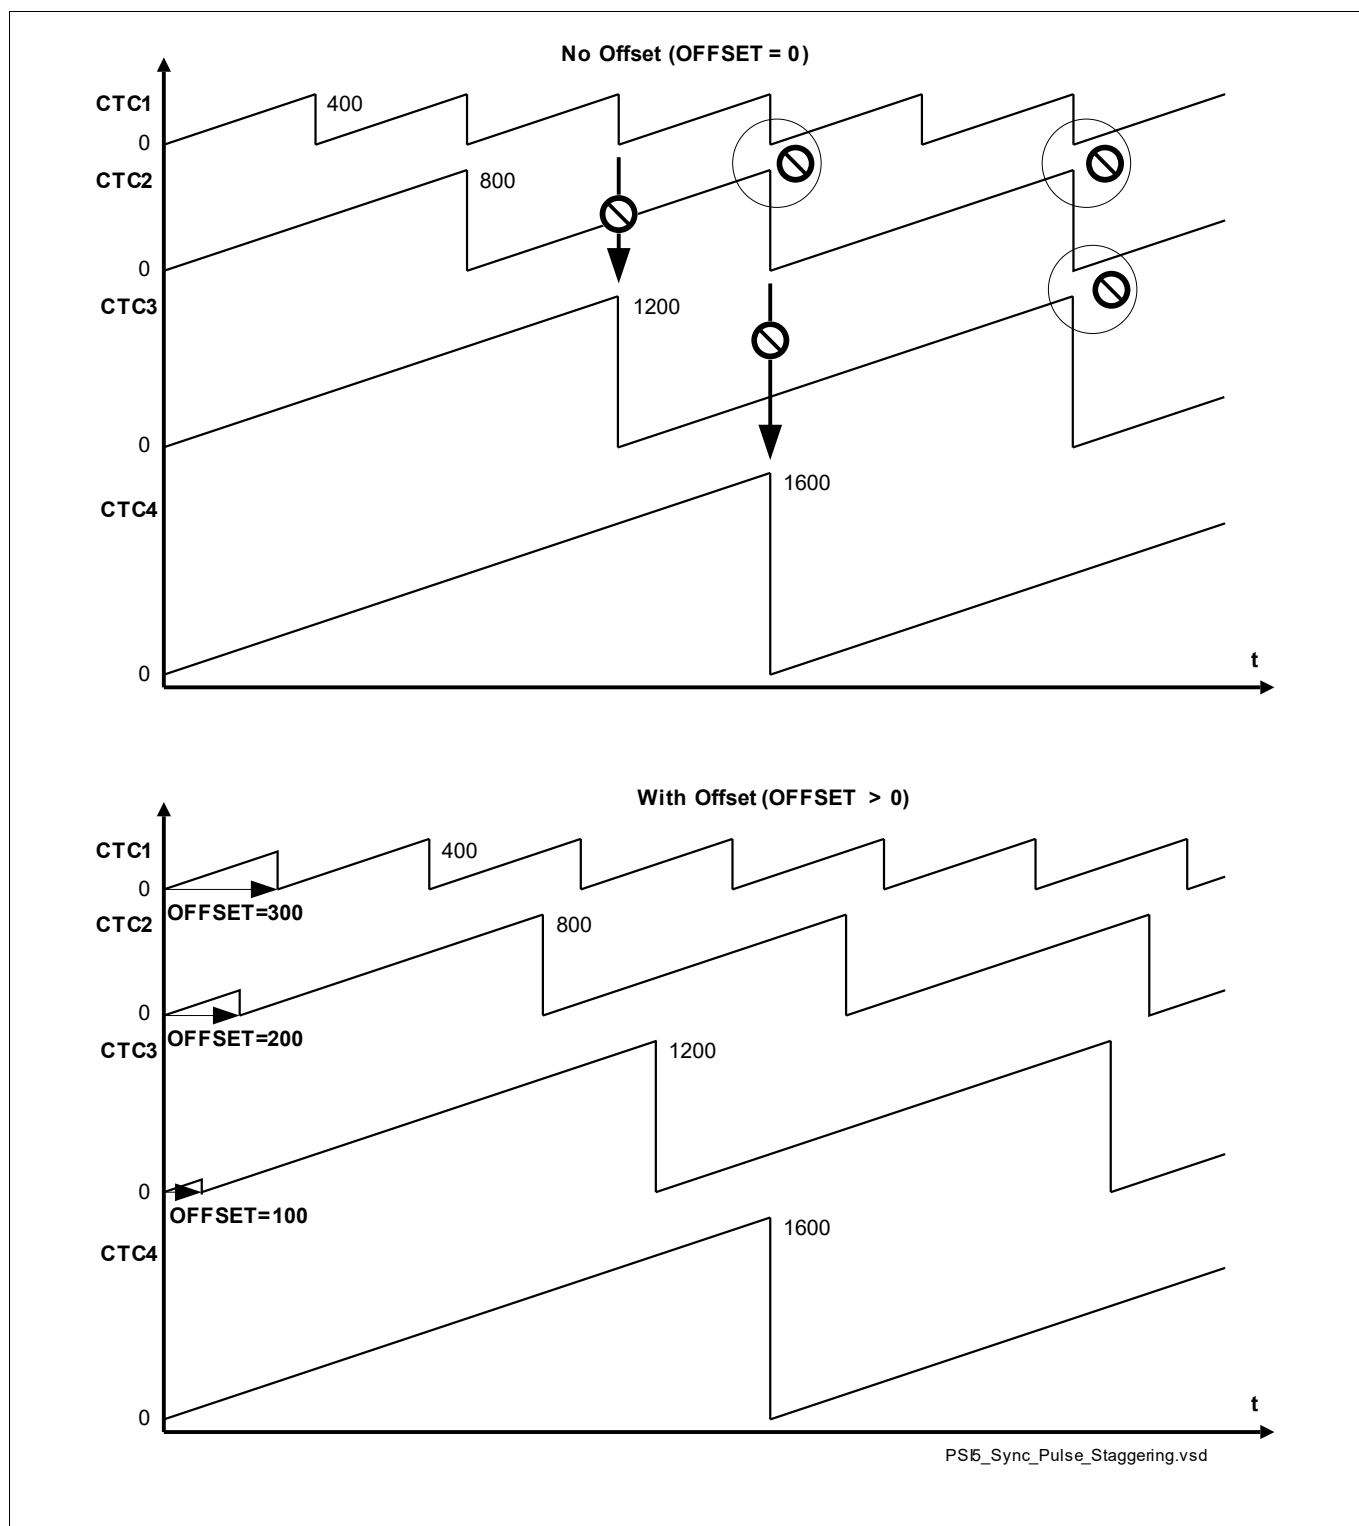 No Offset (OFFSET = 0)
CTC1
400
0
CTC2
800
0
CTC3
1200
0
CTC4
1600
0
t
With Offset (OFFSET > 0)
CTC1
400
0
OFFSET=300
CTC2
800
0
OFFSET=200
CTC3
1200
0
OFFSET=100
CTC4
1600
0
t
PSI5_Sync_Pulse_Staggering.vsd